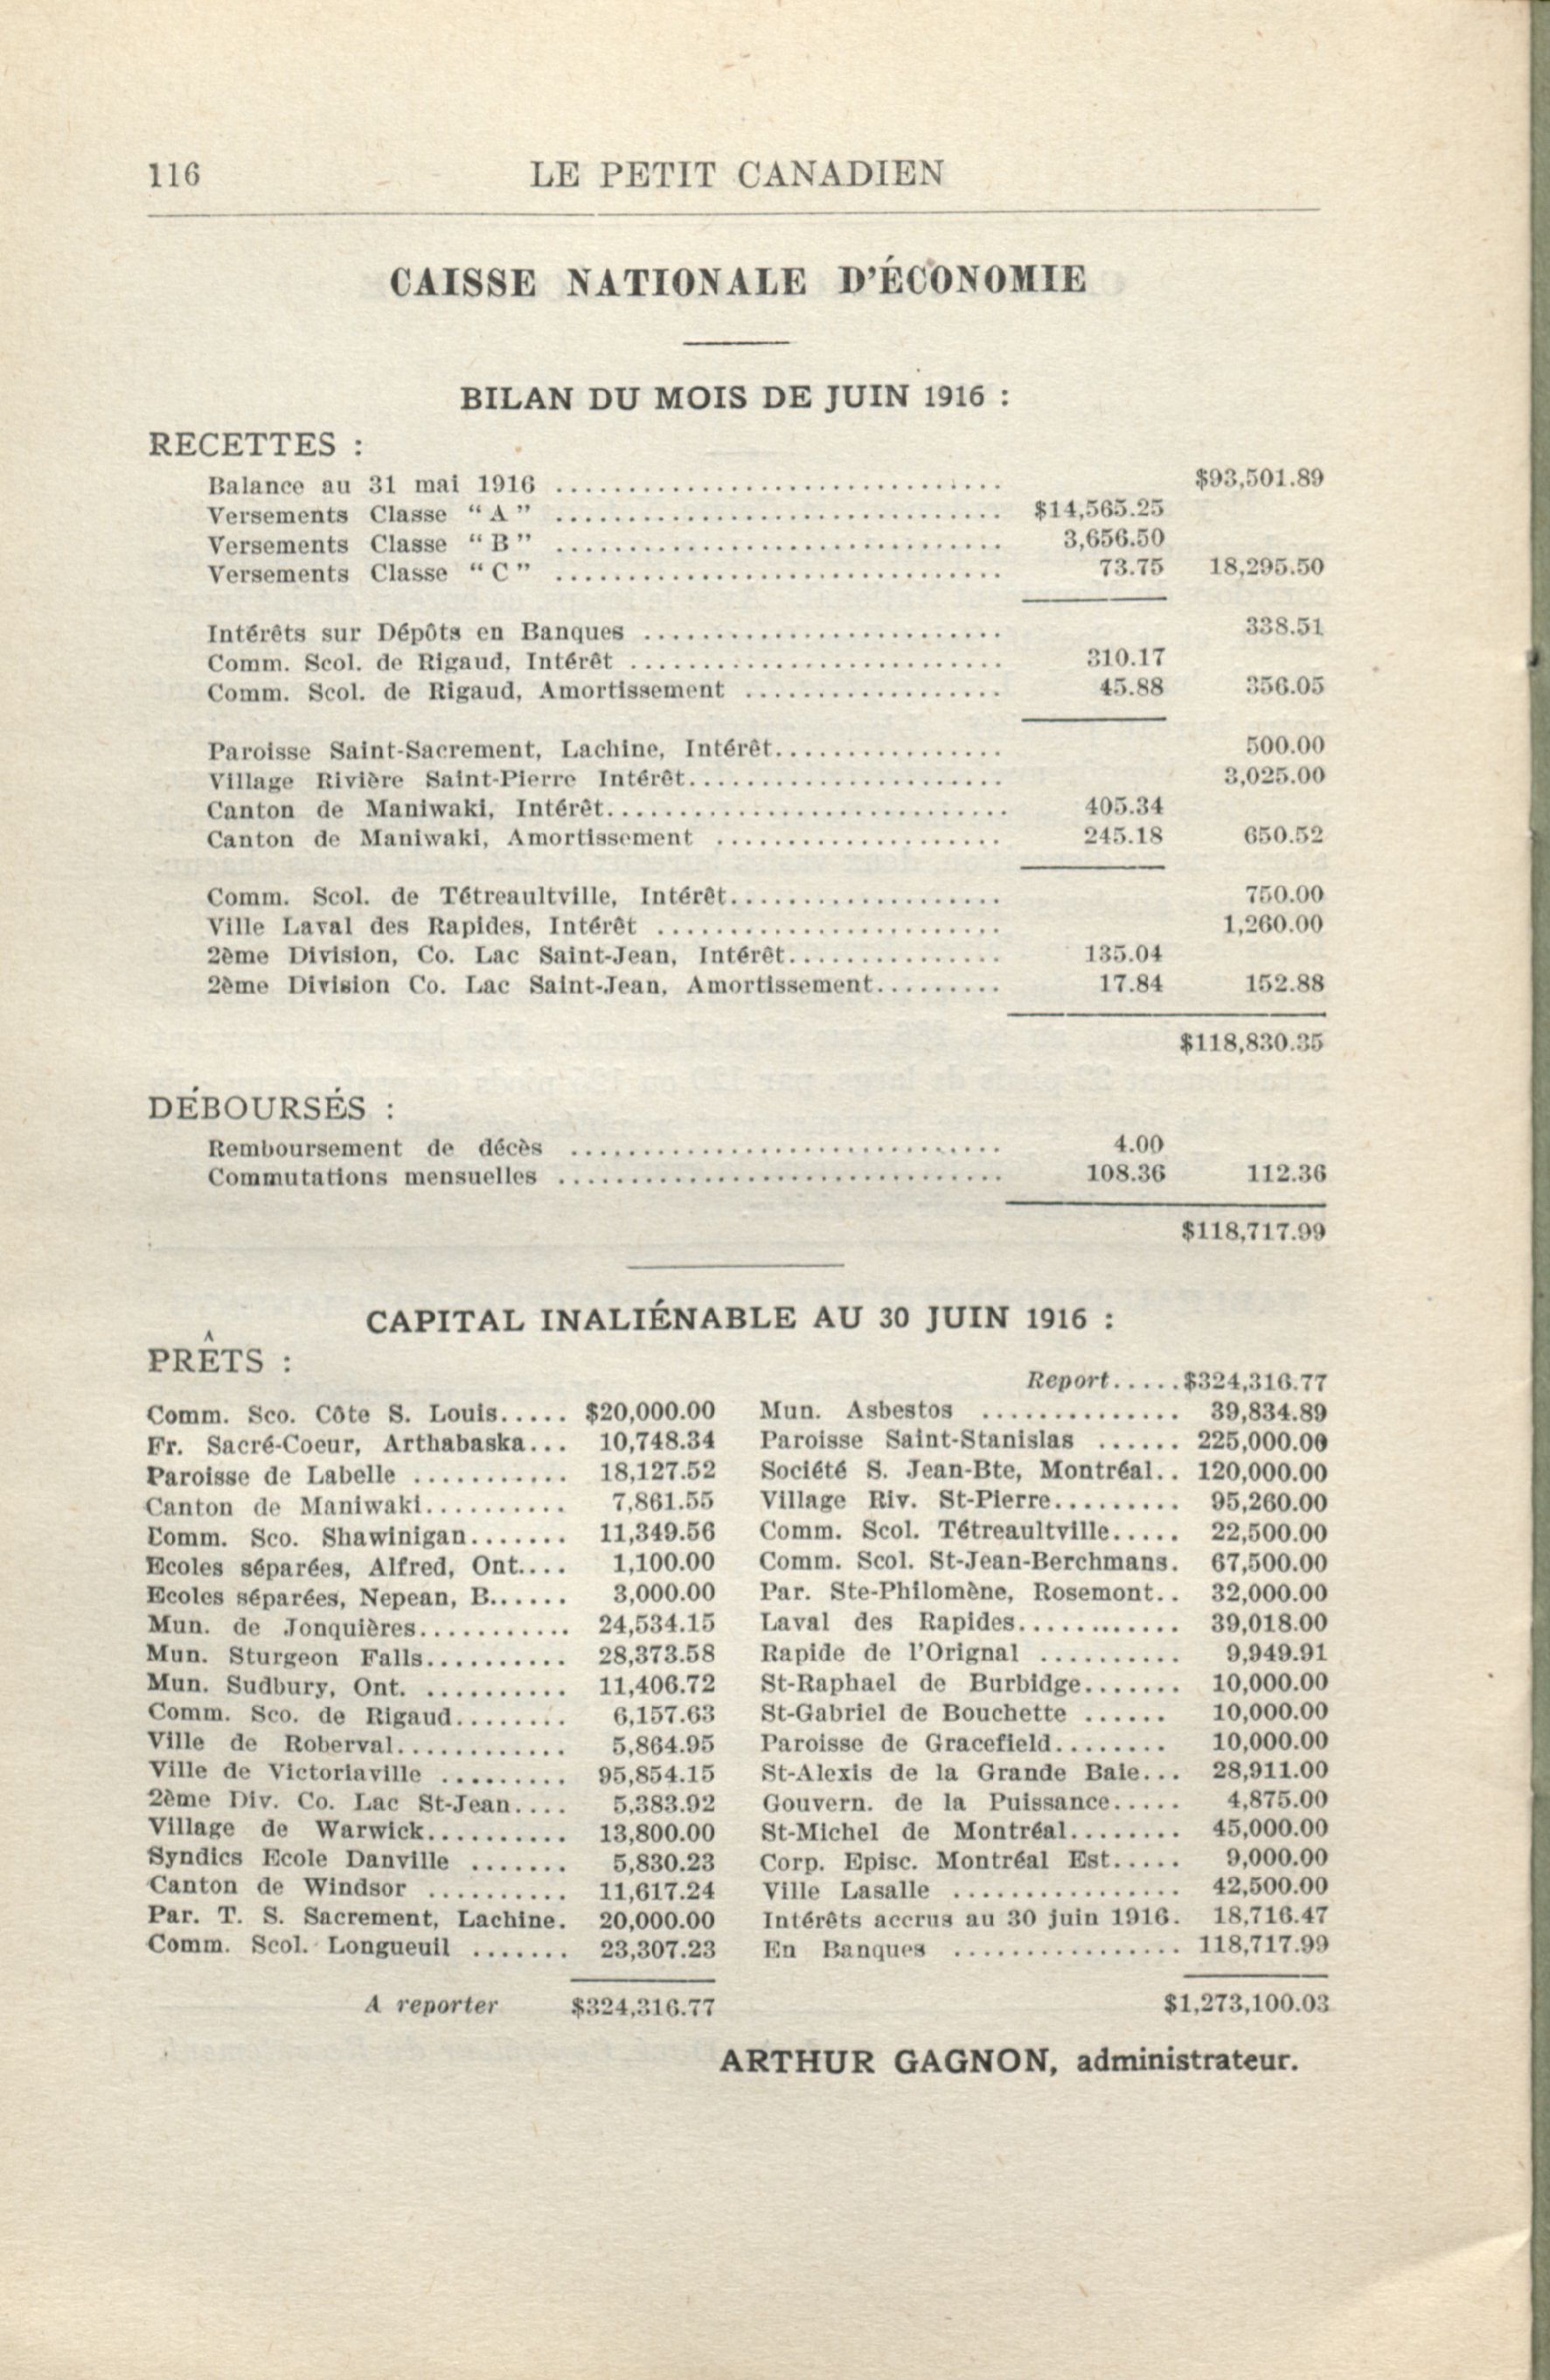 116 LE PETIT CANADIEN
CAISSE NATIONALE D'ÉCONOMIE
BILAN DU MOIS DE JUIN 1916 :
RECETTES :
Balance au 31 mai 1916 .............................. $93,501.89
Versements Classe “A” .............................. $14,565.25
Versements Classe “B” .............................. 3,656.50
Versements Classe “C” .............................. 73.75 18,295.50
Intérêts sur Dépôts en Banques ........................ 338.51
Comm. Scol. de Rigaud, Intérêt ......................... 310.17
Comm. Scol. de Rigaud, Amortissement .................. 45.88 356.05
Paroisse Saint-Sacrement, Lachine, Intérêt................ 500.00
Village Rivière Saint-Pierre Intérêt...................... 3,025.00
Canton de Maniwaki, Intérêt............................ 405.34
Canton de Maniwaki, Amortissement .................... 245.18 650.52
Comm. Scol. de Tétreaultville, Intérêt................... 750.00
Ville Laval des Rapides, Intérêt ........................ 1,260.00
2ème Division, Co. Lac Saint-Jean, Intérêt............... 135.04
2ème Division Co. Lac Saint-Jean, Amortissement......... 17.84 152.88
$118,830.35
DÉBOURSÉS :
Remboursement de décès .............................. 4.00
Commutations mensuelles .............................. 108.36 112.36
$118,717.99
CAPITAL INALIÉNABLE AU 30 JUIN 1916 :
PRÊTS :
Comm. Sco. Côte S. Louis..... $20,000.00
Fr. Sacré-Coeur, Arthabaska... 10,748.34
Paroisse de Labelle ........... 18,127.52
Canton de Maniwaki.......... 7,861.55
Comm. Sco. Shawinigan....... 11,349.56
Ecoles séparées, Alfred, Ont.... 1,100.00
Ecoles séparées, Nepean, B...... 3,000.00
Mun. de Jonquières........... 24,534.15
Mun. Sturgeon Falls.......... 28,373.58
Mun. Sudbury, Ont. .......... 11,406.72
Comm. Sco. de Rigaud........ 6,157.63
Ville de Roberval............ 5,864.95
Ville de Victoriaville ......... 95,854.15
2ème Div. Co. Lac St-Jean.... 5,383.92
Village de Warwick.......... 13,800.00
Syndics Ecole Danville ....... 5,830.23
Canton de Windsor .......... 11,617.24
Par. T. S. Sacrement, Lachine. 20,000.00
Comm. Scol. Longueuil ....... 23,307.23
A reporter $324,316.77
Report......$324,316.77
Mun. Asbestos .............. 39,834.89
Paroisse Saint-Stanislas ...... 225,000.00
Société S. Jean-Bte, Montréal.. 120,000.00
Village Riv. St-Pierre......... 95,260.00
Comm. Scol. Tétreaultville..... 22,500.00
Comm. Scol. St-Jean-Berchmans. 67,500.00
Par. Ste-Philomène, Rosemont.. 32,000.00
Laval des Rapides............ 39,018.00
Rapide de l'Orignal .......... 9,949.91
St-Raphael de Burbidge....... 10,000.00
St-Gabriel de Bouchette ...... 10,000.00
Paroisse de Gracefield........ 10,000.00
St-Alexis de la Grande Baie... 28,911.00
Gouvern. de la Puissance..... 4,875.00
St-Michel de Montréal........ 45,000.00
Corp. Episc. Montréal Est..... 9,000.00
Ville Lasalle ................ 42,500.00
Intérêts accrus au 30 juin 1916. 18,716.47
En Banques ................ 118,717.99
$1,273,100.03
ARTHUR GAGNON, administrateur.